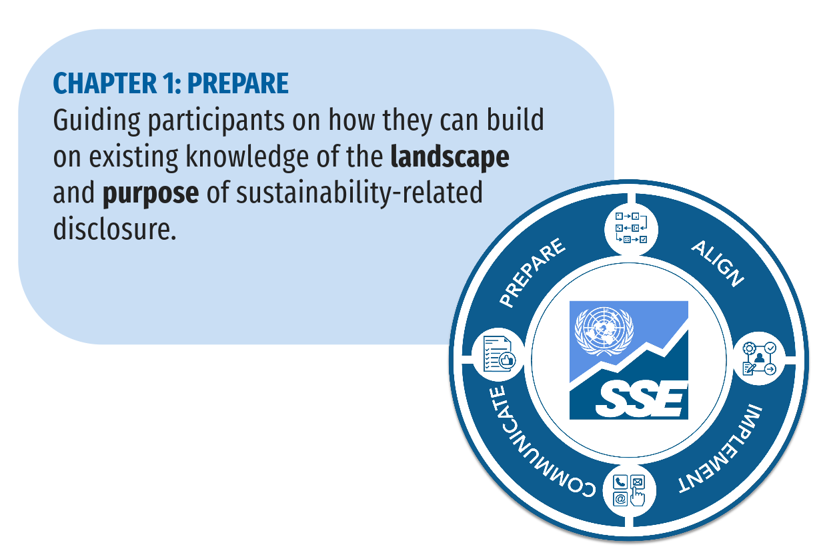 CHAPTER 1: PREPARE
Guiding participants on how they can build
on existing knowledge of the landscape
and purpose of sustainability-related
disclosure.
PREPARE
ALIGN
IMPLEMENT
COMMUNICATE
SSE
@